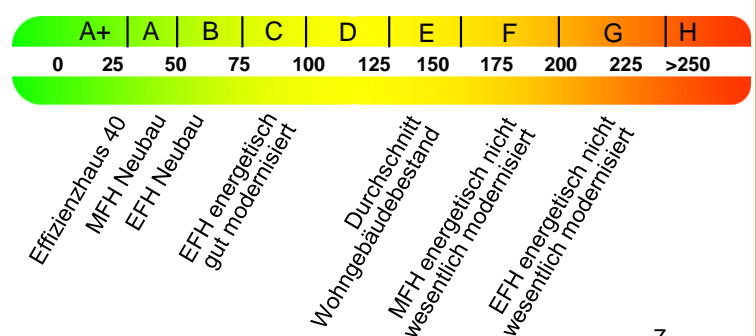 A+ A B C D E F G H
0 25 50 75 100 125 150 175 200 225 >250
Effizienzhaus 40
MFH Neubau
EFH Neubau
EFH energetisch
gut modernisiert
Durchschnitt
Wohngebäudebestand
MFH energetisch nicht
wesentlich modernisiert
EFH energetisch nicht
wesentlich modernisiert